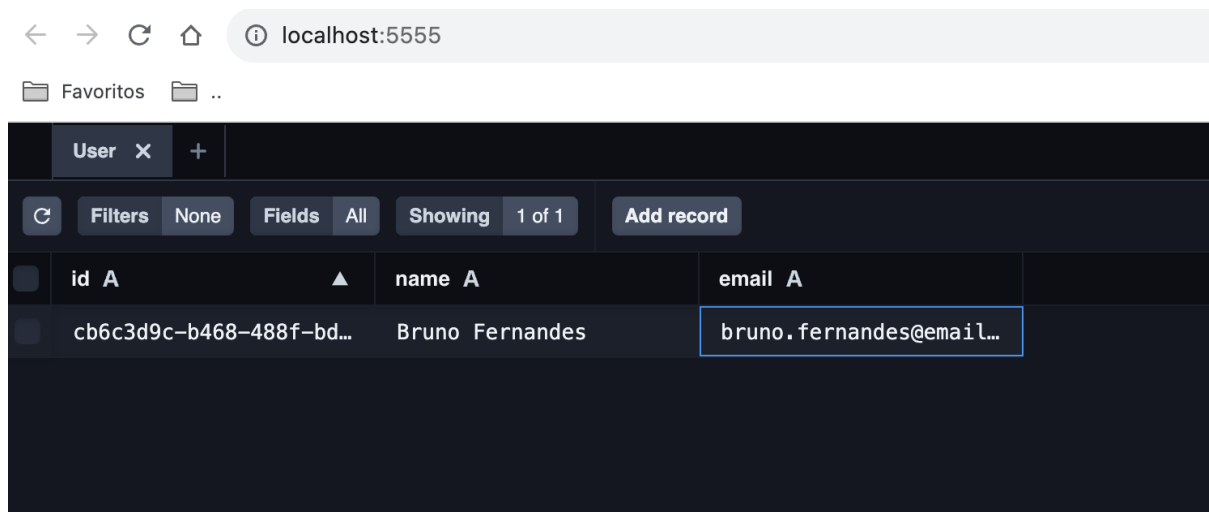 localhost:5555
Favoritos ..
User
Filters None Fields All Showing 1 of 1 Add record
id A name A email A
cb6c3d9c-b468-488f-bd… Bruno Fernandes bruno.fernandes@email…